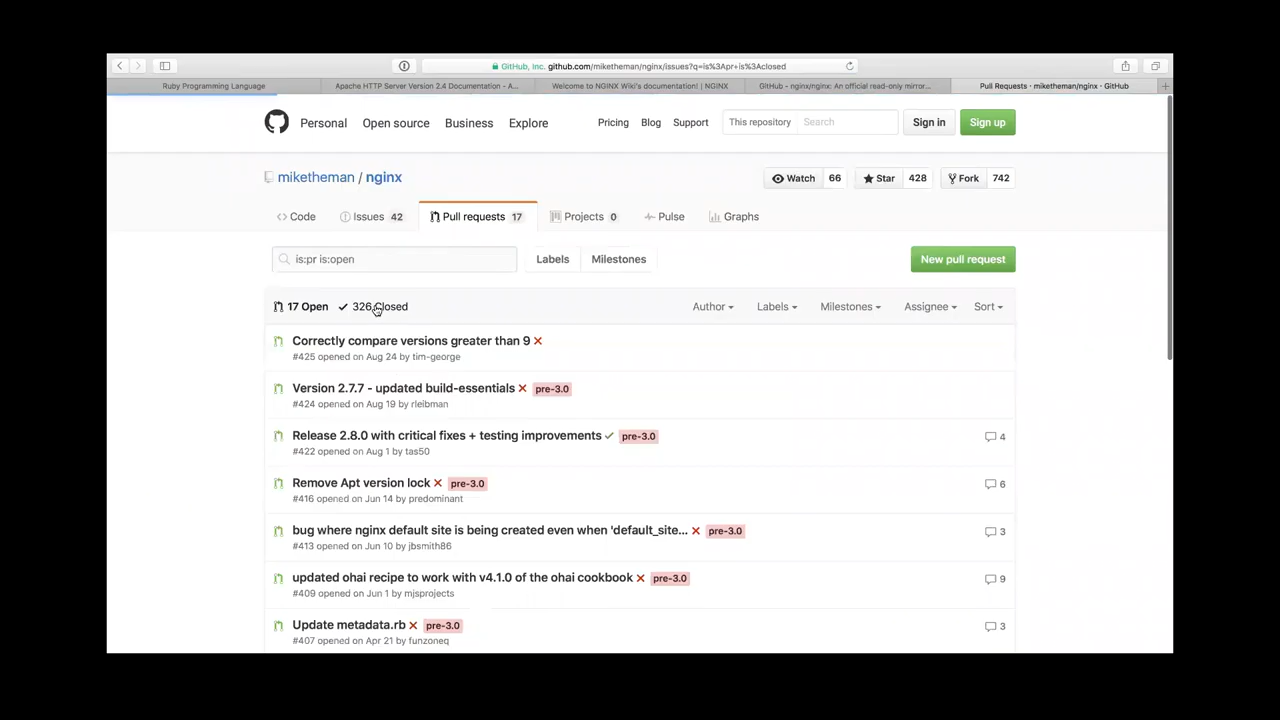 GitHub, Inc. github.com/miketheman/nginx/issues?q=is%3Apr+is%3Aclosed
Ruby Programming Language
Apache HTTP Server Version 2.4 Documentation - A...
Welcome to NGINX Wiki's documentation! | NGINX
GitHub - nginx/nginx: An official read-only mirror...
Pull Requests · miketheman/nginx · GitHub
Personal Open source Business Explore Pricing Blog Support This repository Search Sign in Sign up
miketheman / nginx Watch 66 Star 428 Fork 742
Code Issues 42 Pull requests 17 Projects 0 Pulse Graphs
is:pr is:open Labels Milestones New pull request
17 Open 326 Closed Author Labels Milestones Assignee Sort
Correctly compare versions greater than 9
#425 opened on Aug 24 by tim-george
Version 2.7.7 - updated build-essentials pre-3.0
#424 opened on Aug 19 by rleibman
Release 2.8.0 with critical fixes + testing improvements pre-3.0 4
#422 opened on Aug 1 by tas50
Remove Apt version lock pre-3.0 6
#416 opened on Jun 14 by predominant
bug where nginx default site is being created even when 'default_site... pre-3.0 3
#413 opened on Jun 10 by jbsmith86
updated ohai recipe to work with v4.1.0 of the ohai cookbook pre-3.0 9
#409 opened on Jun 1 by mjsprojects
Update metadata.rb pre-3.0 3
#407 opened on Apr 21 by funzoneq